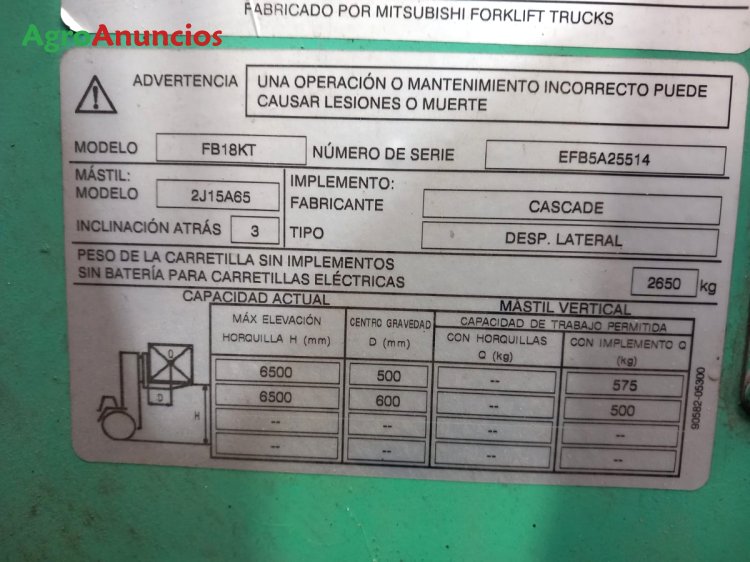 AgroAnuncios
FABRICADO POR MITSUBISHI FORKLIFT TRUCKS
ADVERTENCIA
UNA OPERACIÓN O MANTENIMIENTO INCORRECTO PUEDE
CAUSAR LESIONES O MUERTE
MODELO FB18KT NÚMERO DE SERIE EFB5A25514
MÁSTIL:
MODELO 2J15A65
INCLINACIÓN ATRÁS 3
IMPLEMENTO:
FABRICANTE CASCADE
TIPO DESP. LATERAL
PESO DE LA CARRETILLA SIN IMPLEMENTOS
SIN BATERÍA PARA CARRETILLAS ELÉCTRICAS 2650 kg
CAPACIDAD ACTUAL MÁSTIL VERTICAL
MÁX ELEVACIÓN
HORQUILLA H (mm)
CENTRO GRAVEDAD
D (mm)
CAPACIDAD DE TRABAJO PERMITIDA
CON HORQUILLAS
Q (kg)
CON IMPLEMENTO Q
(kg)
6500 500 -- 575
6500 600 -- 500
-- -- -- --
-- -- -- --
G
D
H
90582-05300